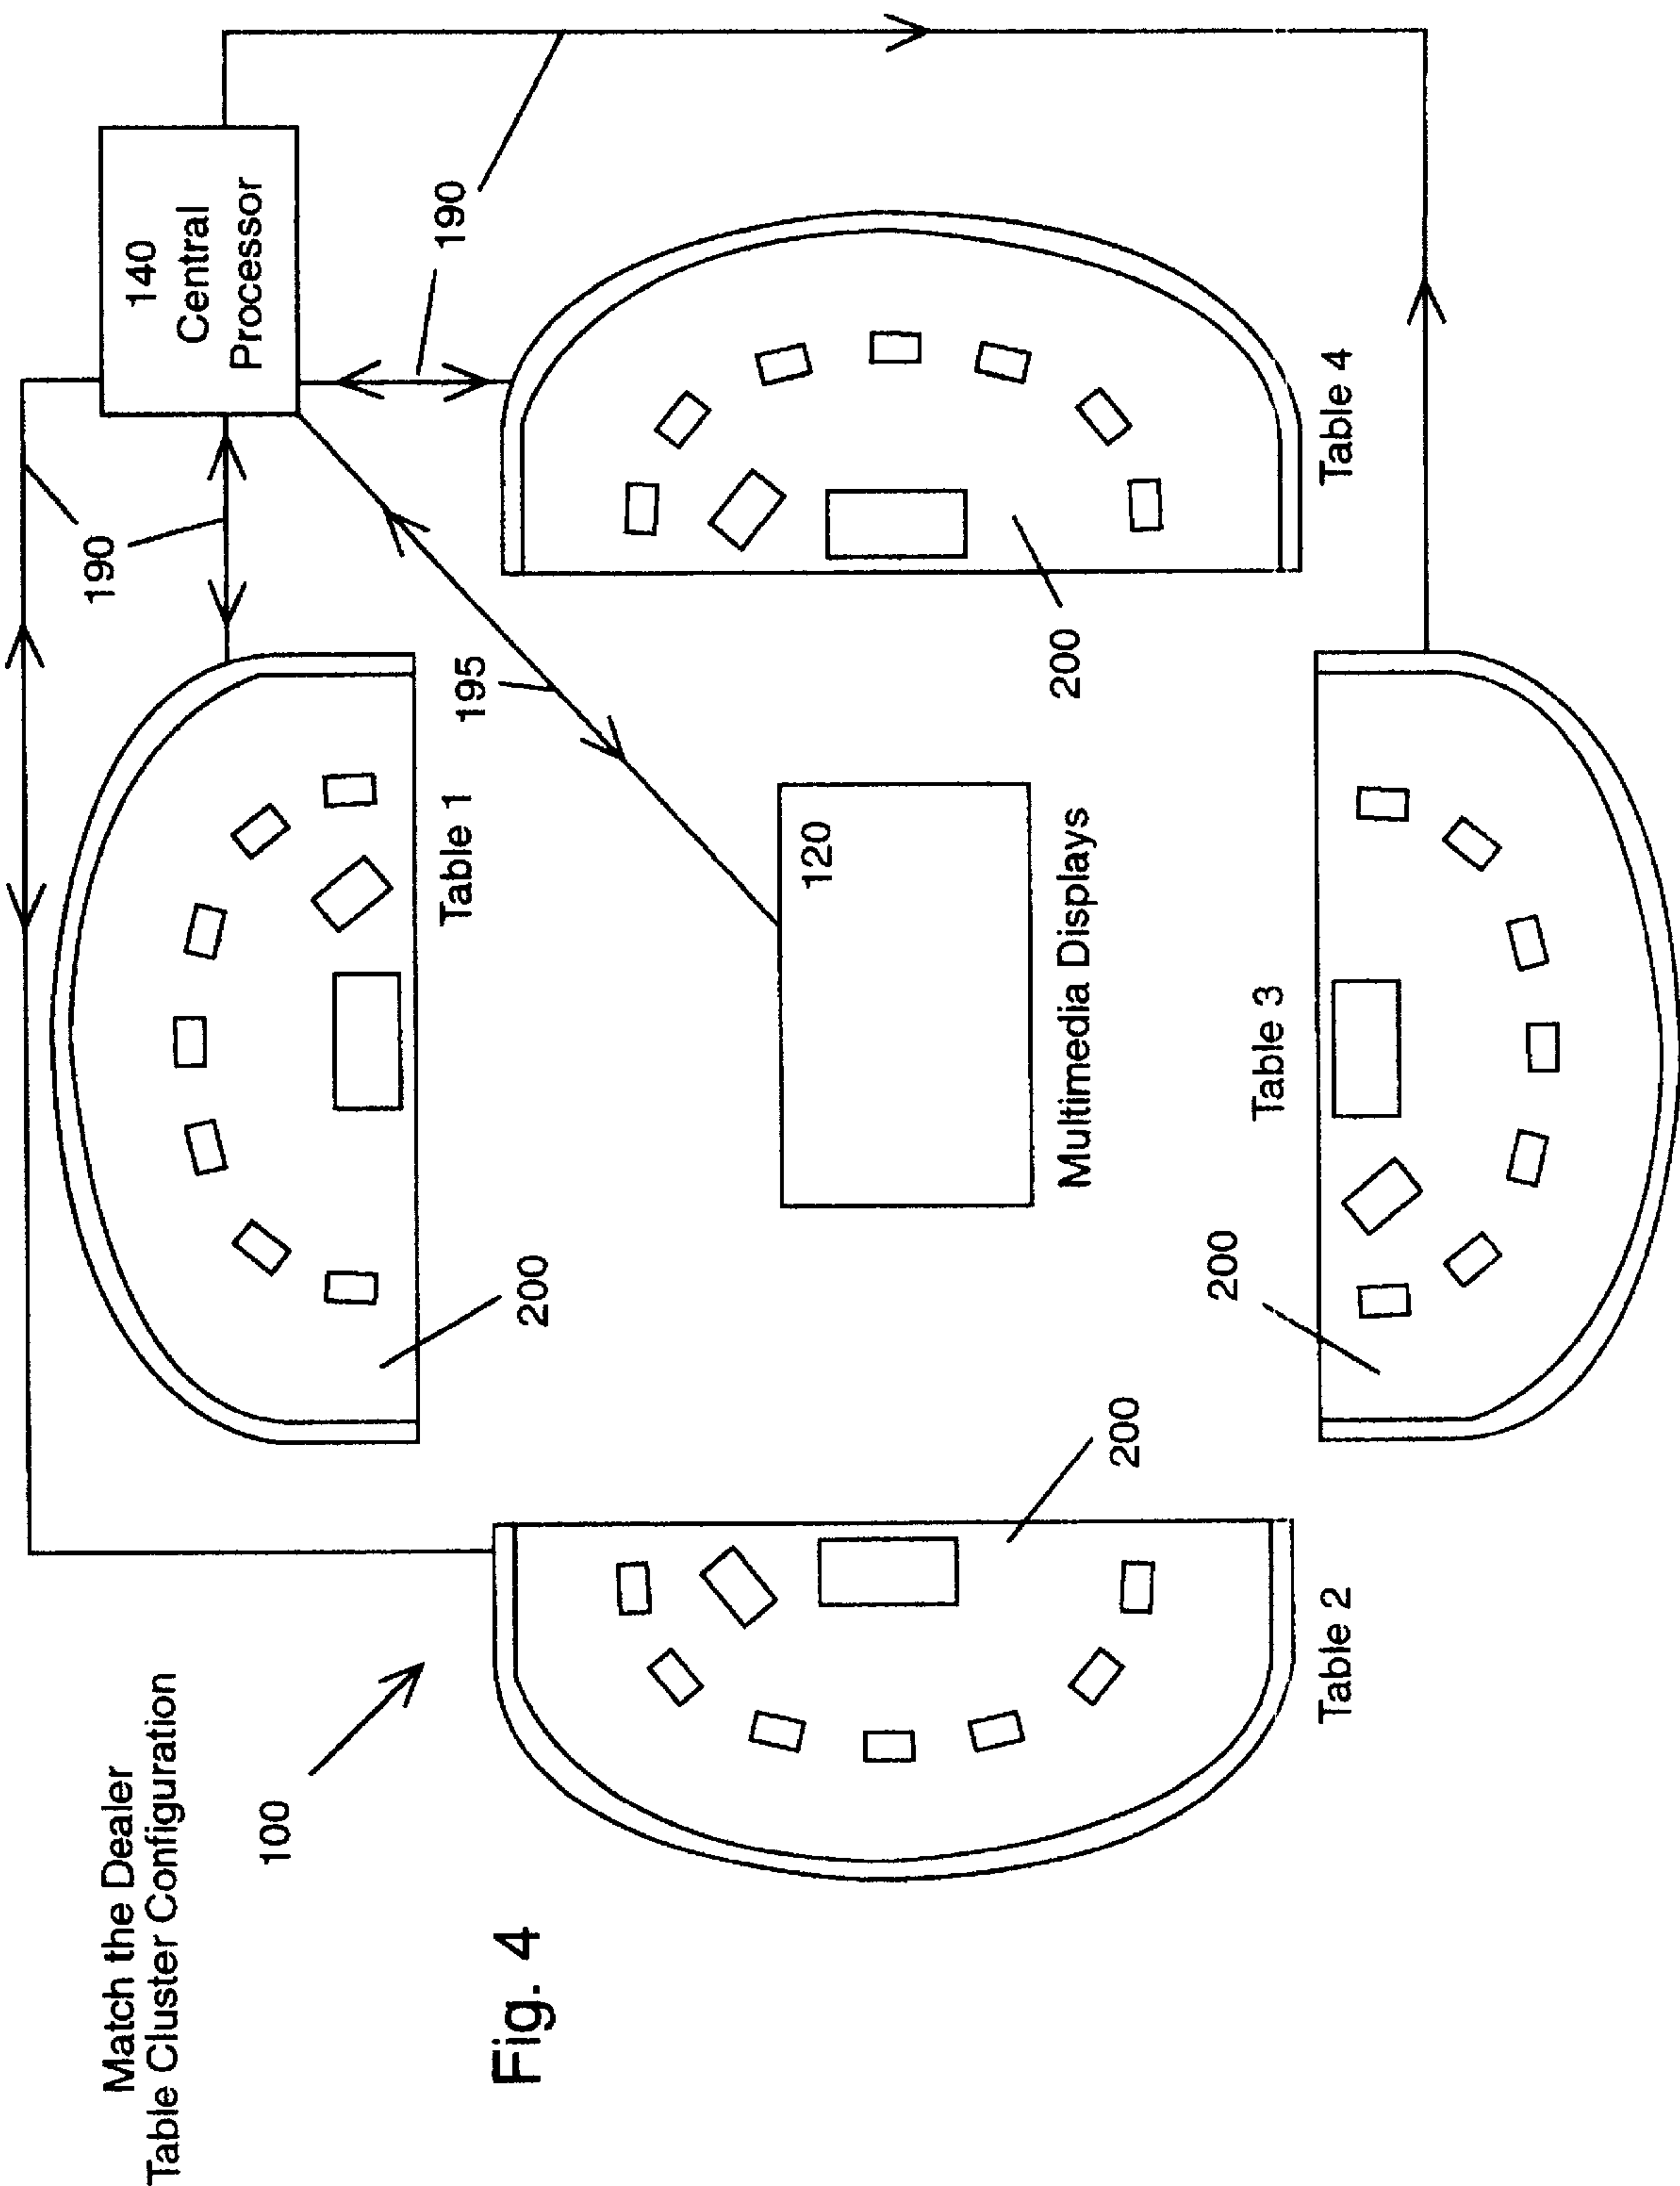 Match the Dealer
Table Cluster Configuration
100
Fig. 4
190
140
Central
Processor
190
Table 1
200
195
120
Multimedia Displays
200
Table 2
200
Table 4
200
Table 3